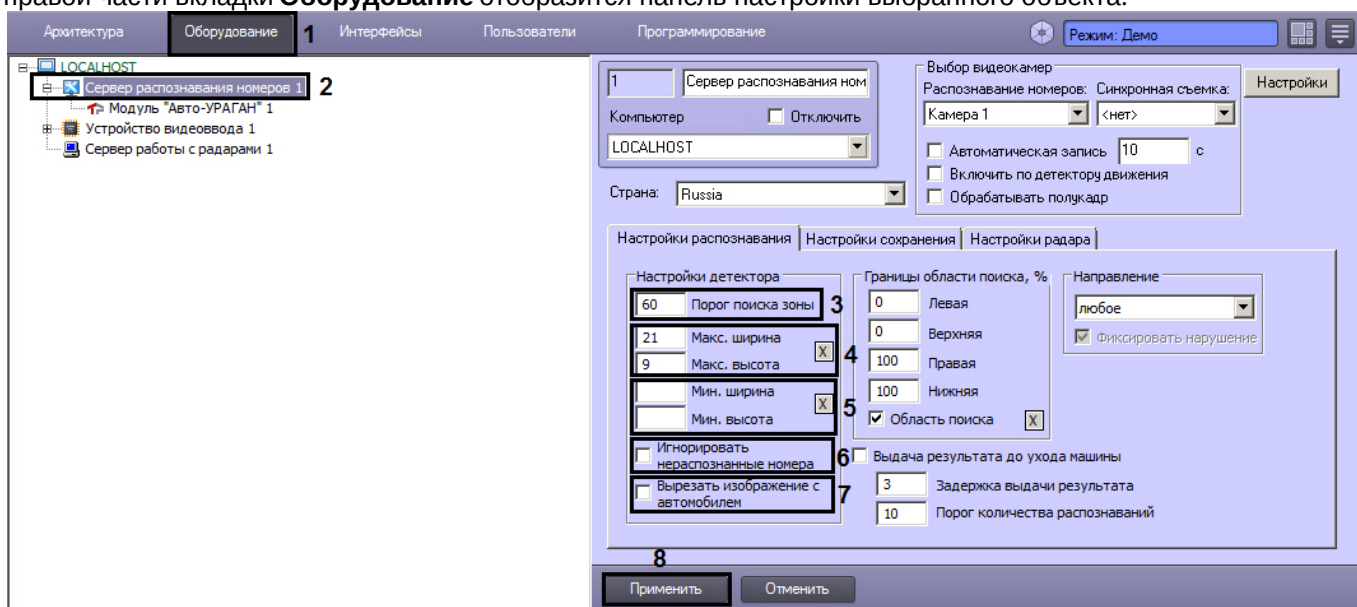 правой части вкладки Оборудование отобразится панель настройки выбранного объекта.
Архитектура Оборудование 1 Интерфейсы Пользователи Программирование Режим: Демо
LOCALHOST
Сервер распознавания номеров 1 2
Модуль "Авто-УРАГАН" 1
Устройство видеоввода 1
Сервер работы с радарами 1
1 Сервер распознавания ном
Компьютер Отключить
LOCALHOST
Страна: Russia
Выбор видеокамер
Распознавание номеров: Синхронная съемка:
Камера 1 <нет>
Автоматическая запись 10 с
Включить по детектору движения
Обрабатывать полукадр
Настройки
Настройки распознавания Настройки сохранения Настройки радара
Настройки детектора
60 Порог поиска зоны 3
21 Макс. ширина
9 Макс. высота
X 4
Мин. ширина
Мин. высота
X 5
Игнорировать
нераспознанные номера 6
Вырезать изображение с
автомобилем 7
Границы области поиска, %
0 Левая
0 Верхняя
100 Правая
100 Нижняя
Область поиска X
Направление
любое
Фиксировать нарушение
Выдача результата до ухода машины
3 Задержка выдачи результата
10 Порог количества распознаваний
8
Применить Отменить